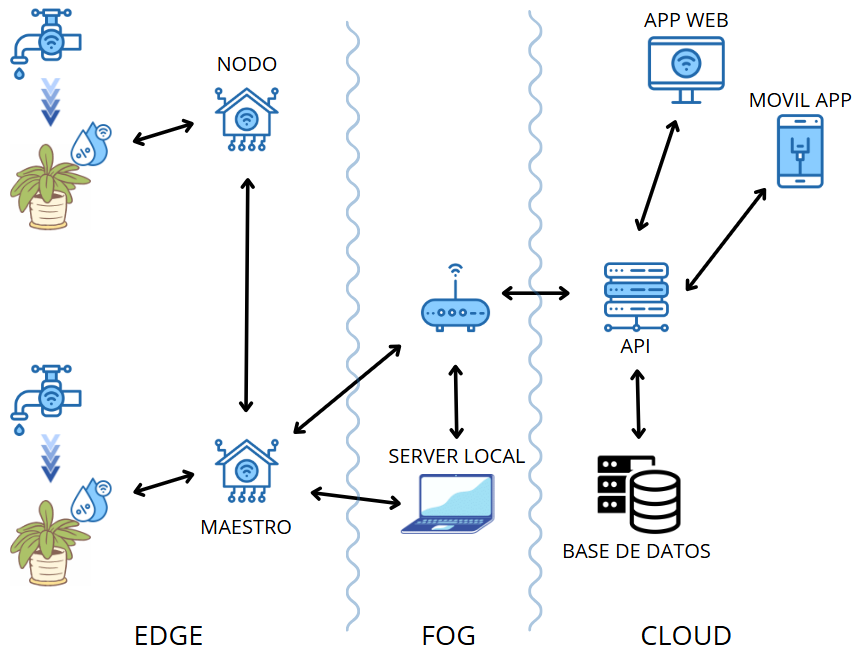 APP WEB
NODO
MOVIL APP
%
API
SERVER LOCAL
%
MAESTRO
BASE DE DATOS
EDGE
FOG
CLOUD